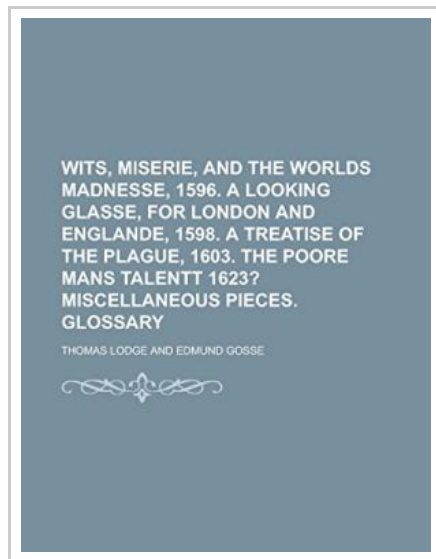 WITS, MISERIE, AND THE WORLDS
MADNESSE, 1596. A LOOKING
GLASSE, FOR LONDON AND
ENGLANDE, 1598. A TREATISE OF
THE PLAGUE, 1603. THE POORE
MANS TALENTT 1623?
MISCELLANEOUS PIECES.
GLOSSARY
THOMAS LODGE AND EDMUND GOSSE